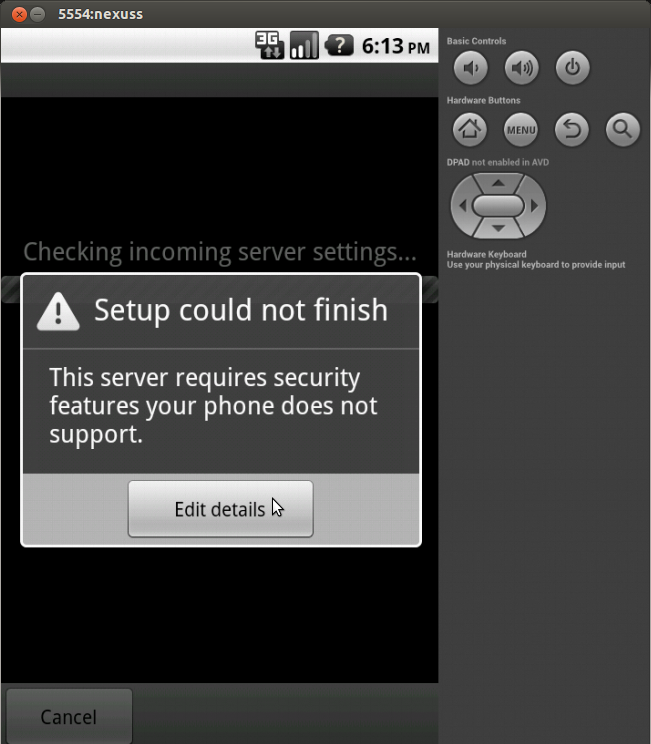 5554:nexuss
3G
?
6:13 PM
Checking incoming server settings...
Setup could not finish
This server requires security
features your phone does not
support.
Edit details
Cancel
Basic Controls
Hardware Buttons
MENU
DPAD not enabled in AVD
Hardware Keyboard
Use your physical keyboard to provide input